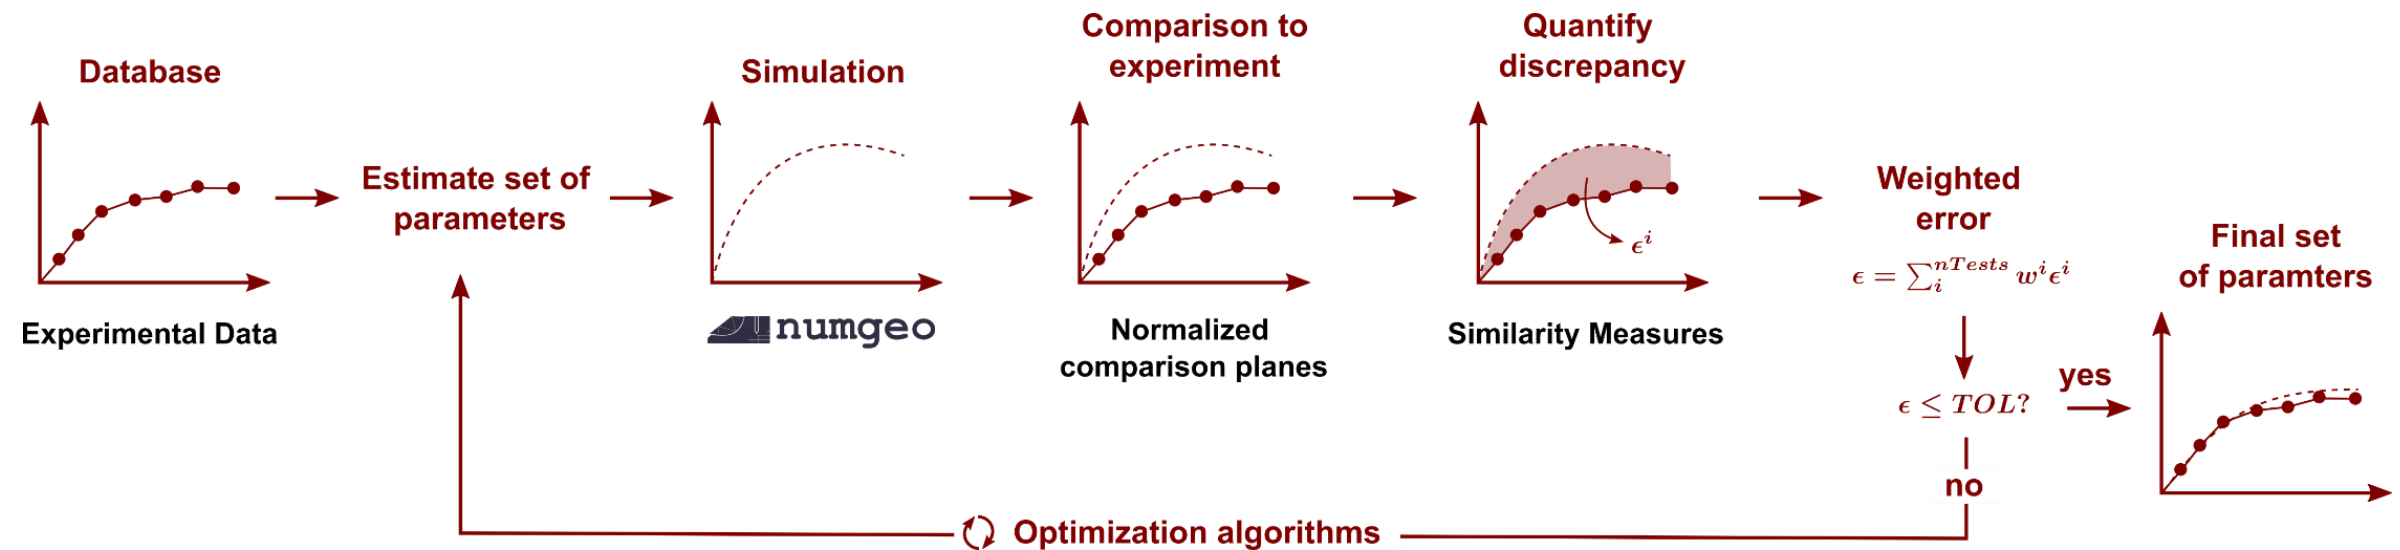 Database
Experimental Data
Estimate set of
parameters
Simulation
numgeo
Comparison to
experiment
Normalized
comparison planes
Quantify
discrepancy
ϵ^i
Similarity Measures
Weighted
error
ϵ = ∑_i^{nTests} w^i ϵ^i
ϵ ≤ TOL?
yes
no
Final set
of paramters
Optimization algorithms